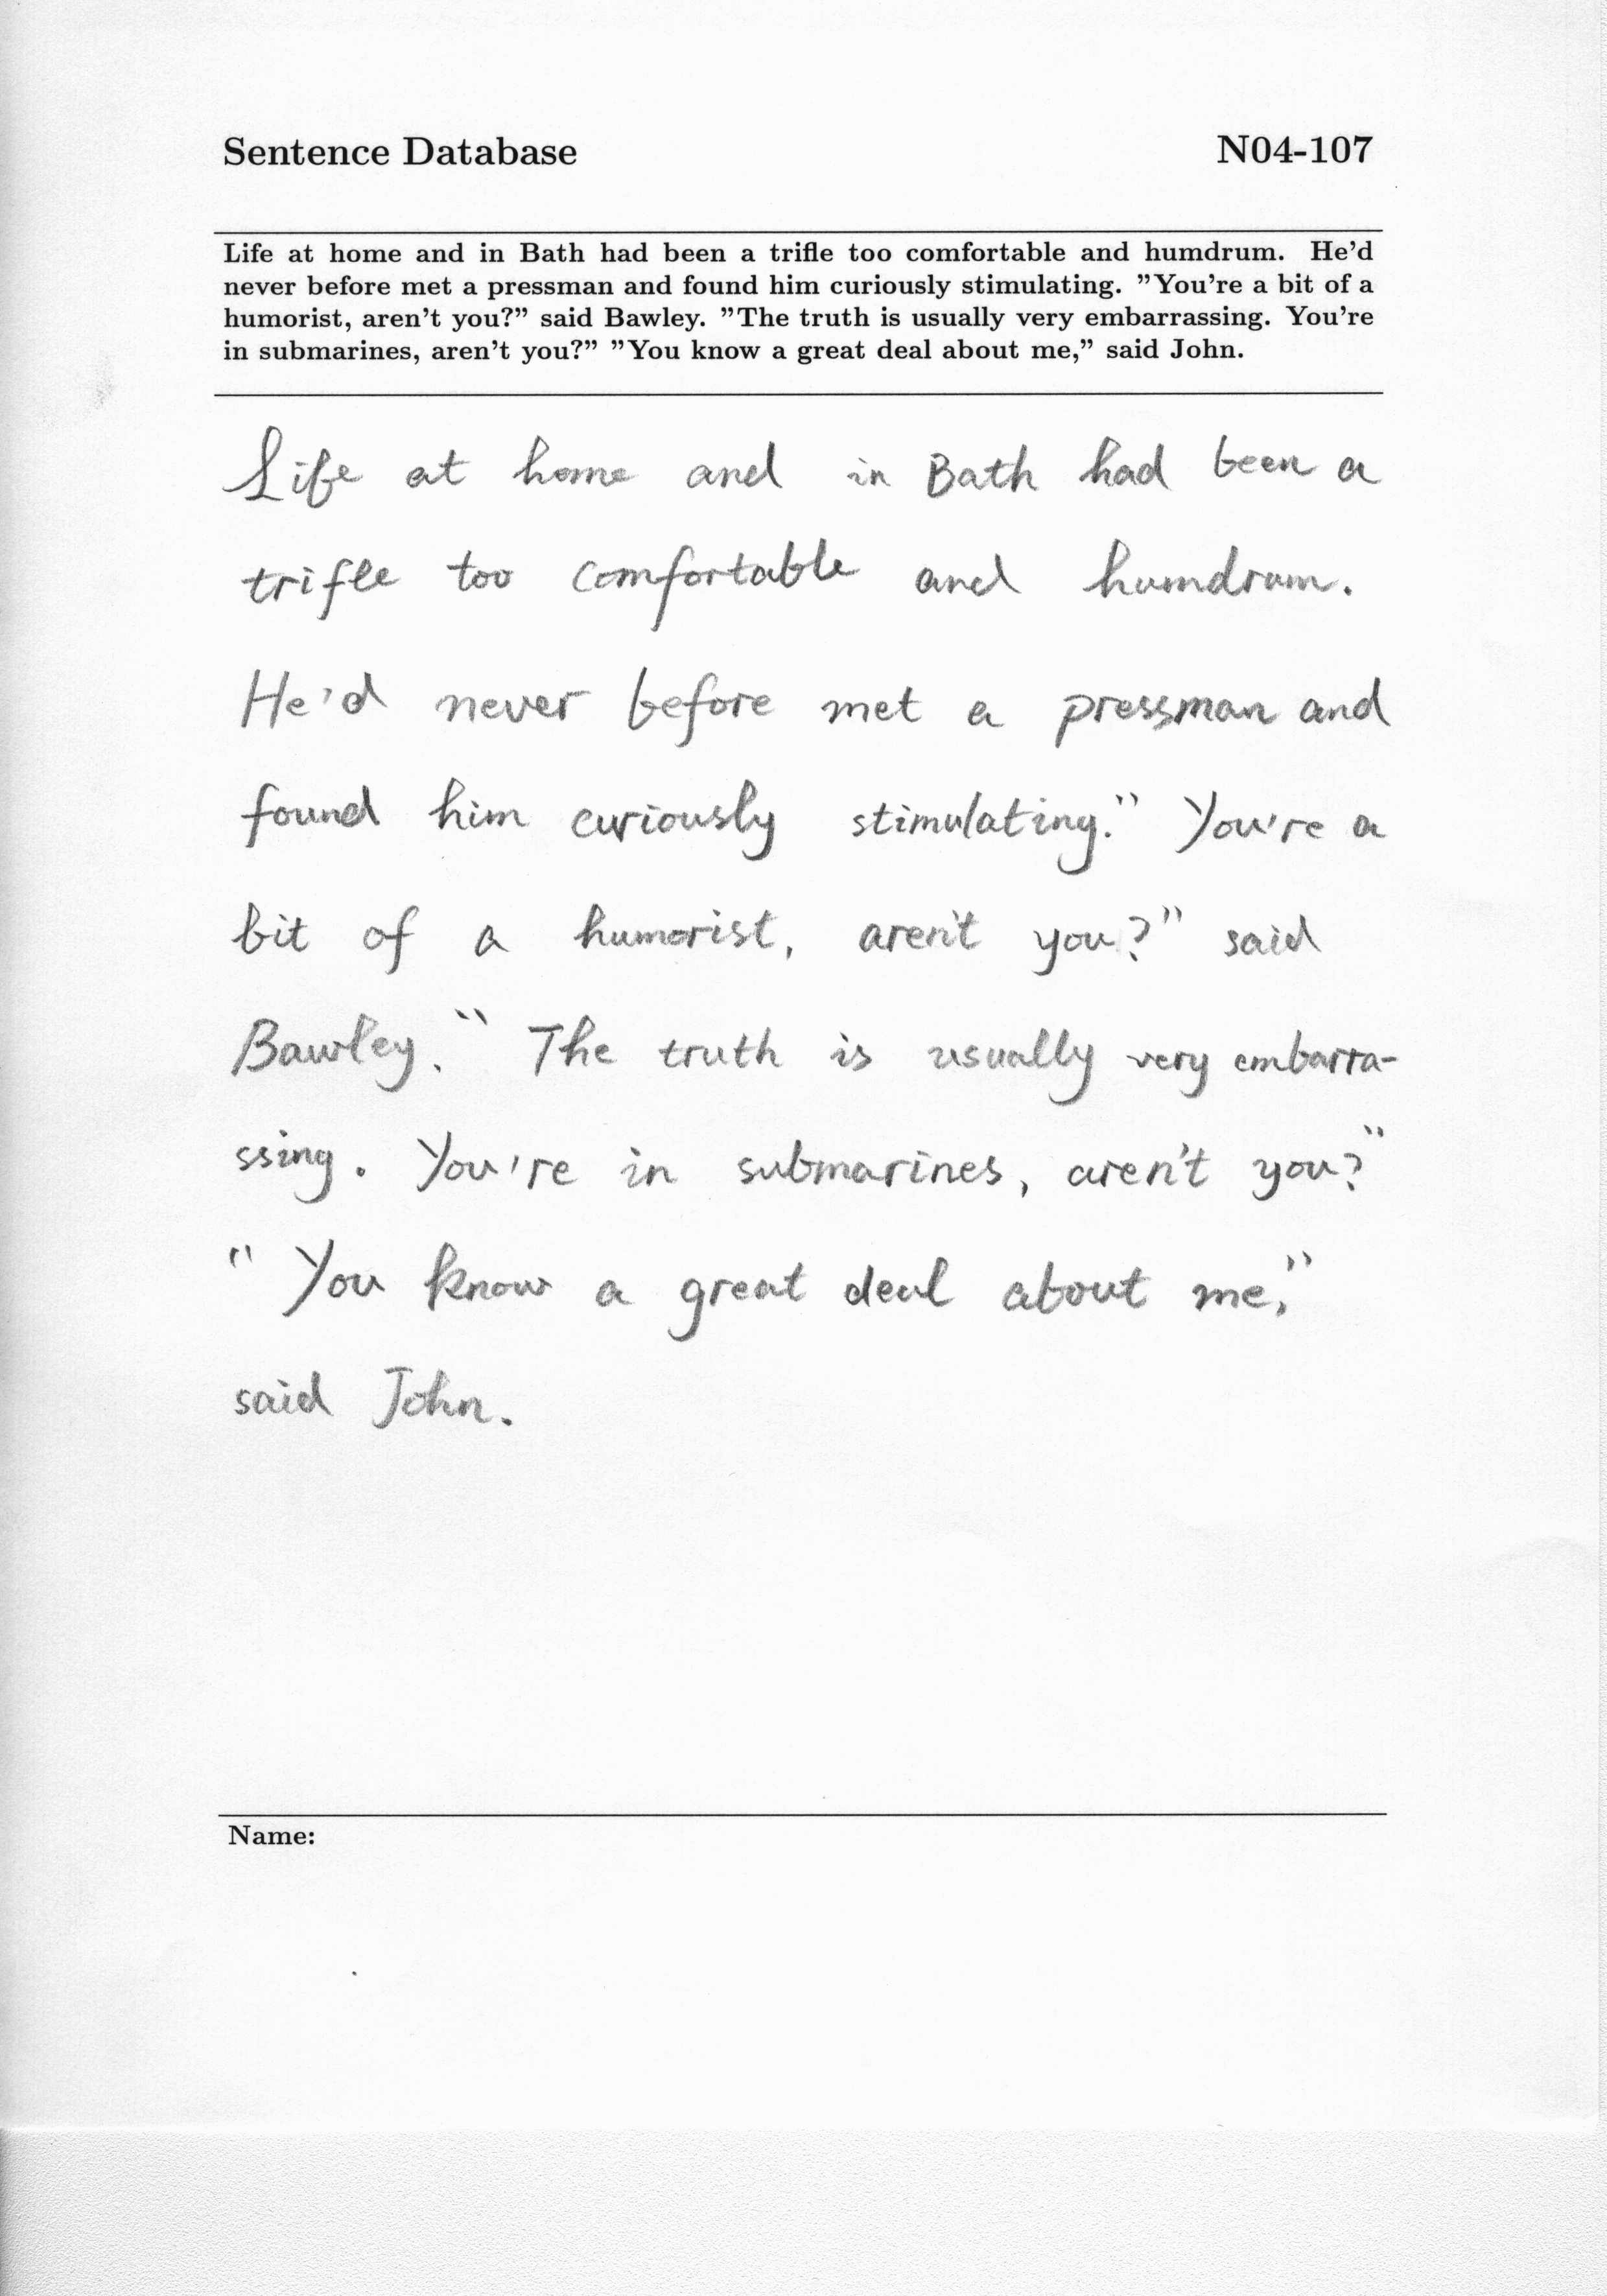 Sentence Database N04-107
Life at home and in Bath had been a trifle too comfortable and humdrum. He'd
never before met a pressman and found him curiously stimulating. ”You're a bit of a
humorist, aren't you?” said Bawley. ”The truth is usually very embarrassing. You're
in submarines, aren't you?” ”You know a great deal about me,” said John.
Life at home and in Bath had been a
trifle too comfortable and humdrum.
He'd never before met a pressman and
found him curiously stimulating." You're a
bit of a humorist, aren't you?" said
Bawley." The truth is usually very embarra-
ssing. You're in submarines, aren't you?"
" You know a great deal about me,"
said John.
Name: